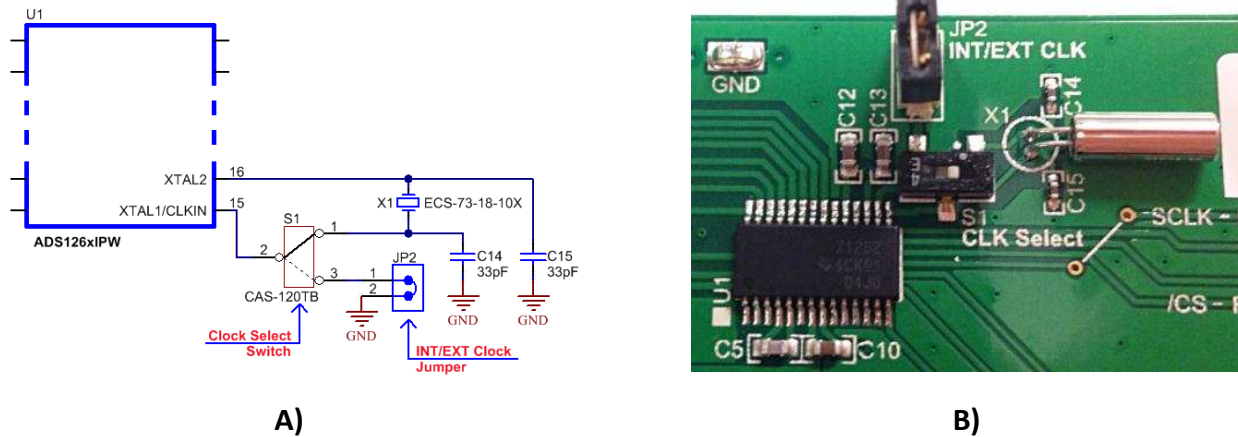 U1
XTAL2
16
XTAL1/CLKIN
15
ADS126xIPW
S1
2
1
3
CAS-120TB
Clock Select
Switch
X1
ECS-73-18-10X
JP2
1
2
GND
C14
33pF
GND
C15
33pF
GND
INT/EXT Clock
Jumper
A)
JP2
INT/EXT CLK
GND
C12
C13
X1
C14
C15
S1
CLK Select
SCLK -
U1
/CS -
C5
C10
B)